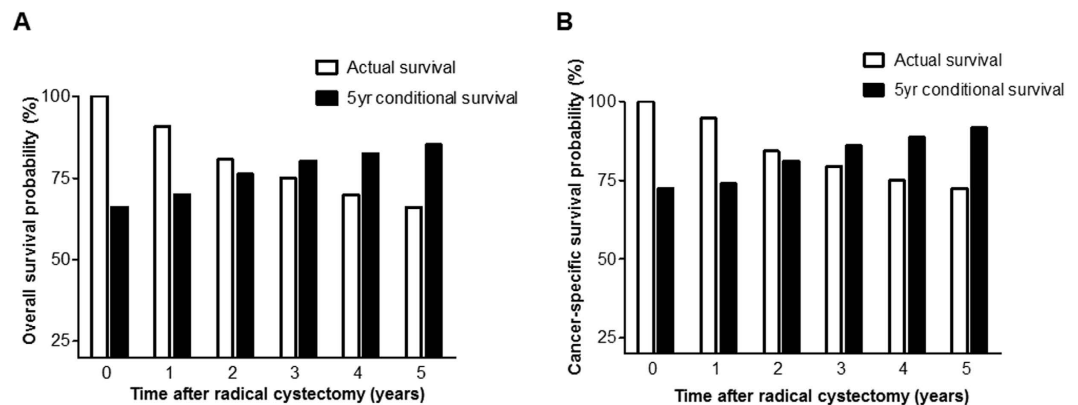 A
Actual survival
5yr conditional survival
Overall survival probability (%)
100
75
50
25
0 1 2 3 4 5
Time after radical cystectomy (years)
B
Actual survival
5yr conditional survival
Cancer-specific survival probability (%)
100
75
50
25
0 1 2 3 4 5
Time after radical cystectomy (years)